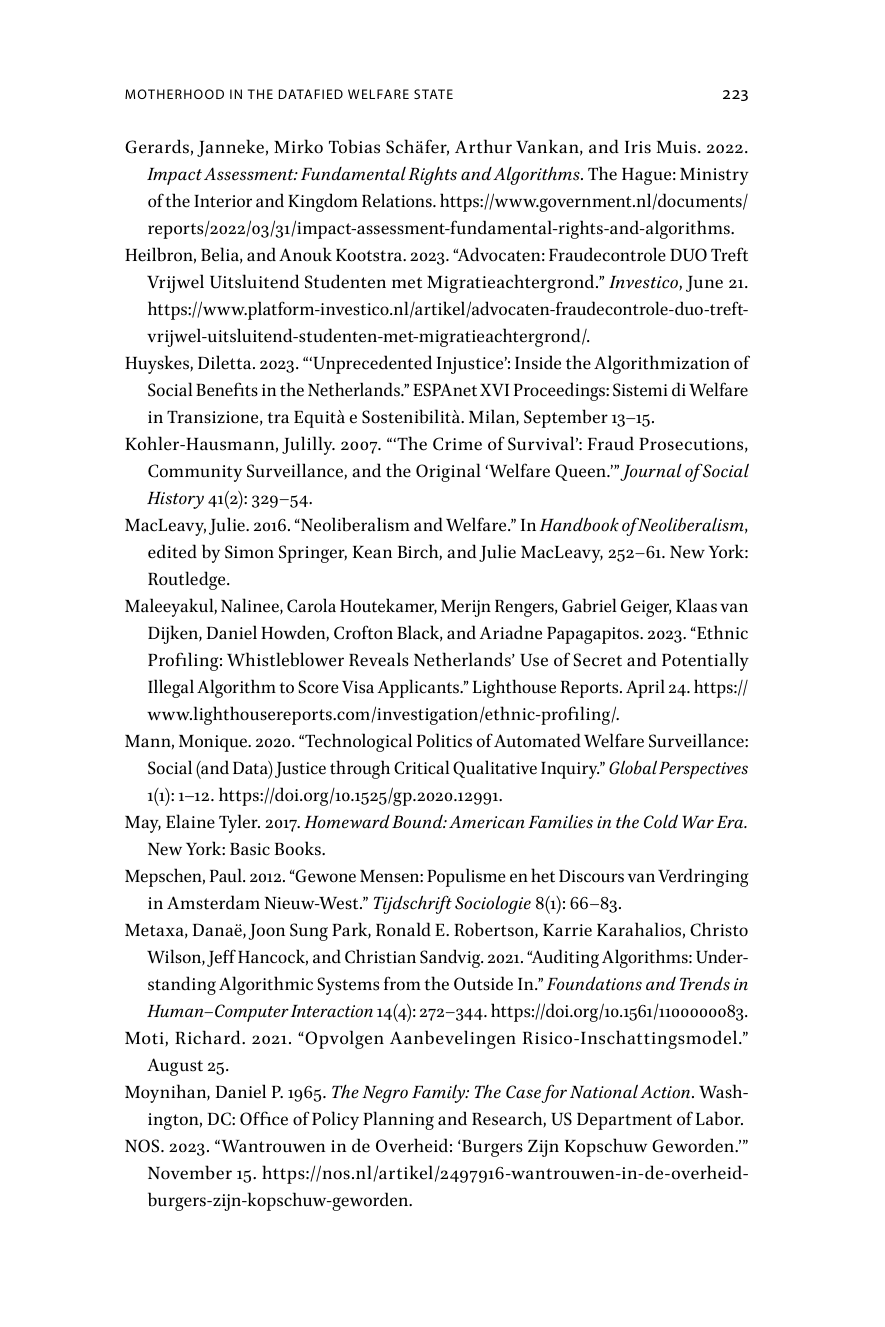 MOTHERHOOD IN THE DATAFIED WELFARE STATE 223
Gerards, Janneke, Mirko Tobias Schäfer, Arthur Vankan, and Iris Muis. 2022.
Impact Assessment: Fundamental Rights and Algorithms. The Hague: Ministry
of the Interior and Kingdom Relations. https://www.government.nl/documents/
reports/2022/03/31/impact-assessment-fundamental-rights-and-algorithms.
Heilbron, Belia, and Anouk Kootstra. 2023. “Advocaten: Fraudecontrole DUO Treft
Vrijwel Uitsluitend Studenten met Migratieachtergrond.” Investico, June 21.
https://www.platform-investico.nl/artikel/advocaten-fraudecontrole-duo-treft-
vrijwel-uitsluitend-studenten-met-migratieachtergrond/.
Huyskes, Diletta. 2023. “‘Unprecedented Injustice’: Inside the Algorithmization of
Social Benefits in the Netherlands.” ESPAnet XVI Proceedings: Sistemi di Welfare
in Transizione, tra Equità e Sostenibilità. Milan, September 13–15.
Kohler-Hausmann, Julilly. 2007. “‘The Crime of Survival’: Fraud Prosecutions,
Community Surveillance, and the Original ‘Welfare Queen.’” Journal of Social
History 41(2): 329–54.
MacLeavy, Julie. 2016. “Neoliberalism and Welfare.” In Handbook of Neoliberalism,
edited by Simon Springer, Kean Birch, and Julie MacLeavy, 252–61. New York:
Routledge.
Maleeyakul, Nalinee, Carola Houtekamer, Merijn Rengers, Gabriel Geiger, Klaas van
Dijken, Daniel Howden, Crofton Black, and Ariadne Papagapitos. 2023. “Ethnic
Profiling: Whistleblower Reveals Netherlands’ Use of Secret and Potentially
Illegal Algorithm to Score Visa Applicants.” Lighthouse Reports. April 24. https://
www.lighthousereports.com/investigation/ethnic-profiling/.
Mann, Monique. 2020. “Technological Politics of Automated Welfare Surveillance:
Social (and Data) Justice through Critical Qualitative Inquiry.” Global Perspectives
1(1): 1–12. https://doi.org/10.1525/gp.2020.12991.
May, Elaine Tyler. 2017. Homeward Bound: American Families in the Cold War Era.
New York: Basic Books.
Mepschen, Paul. 2012. “Gewone Mensen: Populisme en het Discours van Verdringing
in Amsterdam Nieuw-West.” Tijdschrift Sociologie 8(1): 66–83.
Metaxa, Danaë, Joon Sung Park, Ronald E. Robertson, Karrie Karahalios, Christo
Wilson, Jeff Hancock, and Christian Sandvig. 2021. “Auditing Algorithms: Under-
standing Algorithmic Systems from the Outside In.” Foundations and Trends in
Human–Computer Interaction 14(4): 272–344. https://doi.org/10.1561/1100000083.
Moti, Richard. 2021. “Opvolgen Aanbevelingen Risico-Inschattingsmodel.”
August 25.
Moynihan, Daniel P. 1965. The Negro Family: The Case for National Action. Wash-
ington, DC: Office of Policy Planning and Research, US Department of Labor.
NOS. 2023. “Wantrouwen in de Overheid: ‘Burgers Zijn Kopschuw Geworden.’”
November 15. https://nos.nl/artikel/2497916-wantrouwen-in-de-overheid-
burgers-zijn-kopschuw-geworden.